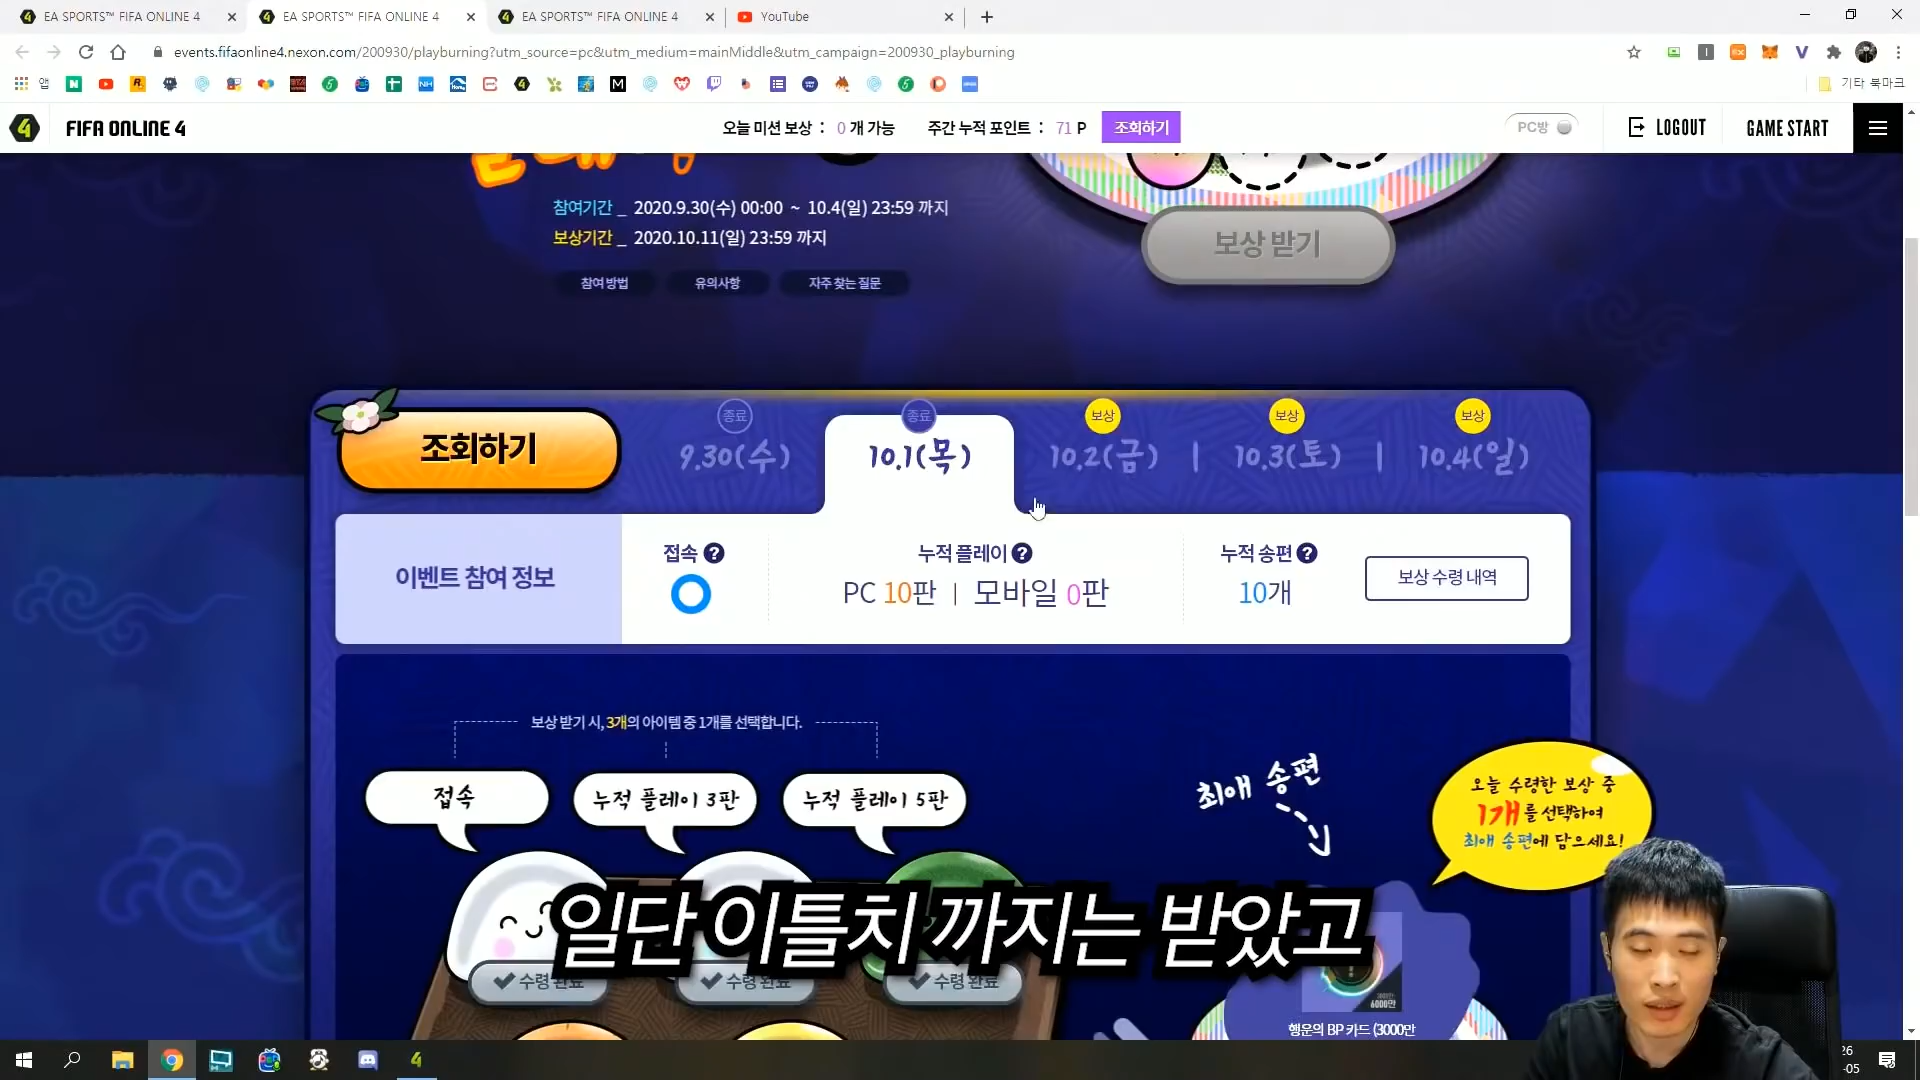 EA SPORTS™ FIFA ONLINE 4
EA SPORTS™ FIFA ONLINE 4
EA SPORTS™ FIFA ONLINE 4
YouTube
events.fifaonline4.nexon.com/200930/playburning?utm_source=pc&utm_medium=mainMiddle&utm_campaign=200930_playburning
앱
기타 북마크
FIFA ONLINE 4
오늘 미션 보상 : 0 개 가능
주간 누적 포인트 : 71 P
조회하기
PC방
LOGOUT
GAME START
참여기간 _ 2020.9.30(수) 00:00 ~ 10.4(일) 23:59 까지
보상기간 _ 2020.10.11(일) 23:59 까지
보상 받기
참여 방법
유의사항
자주 찾는 질문
조회하기
종료
9.30(수)
종료
10.1(목)
보상
10.2(금)
보상
10.3(토)
보상
10.4(일)
이벤트 참여 정보
접속 ?
누적 플레이 ?
PC 10판 | 모바일 0판
누적 송편 ?
10개
보상 수령 내역
보상 받기 시, 3개의 아이템 중 1개를 선택합니다.
접속
누적 플레이 3판
누적 플레이 5판
최애 송편
오늘 수령한 보상 중
1개를 선택하여
최애 송편에 담으세요!
일단 이틀치 까지는 받았고
수령 완료
수령 완료
수령 완료
6000만
행운의 BP 카드 (3000만
26
-05